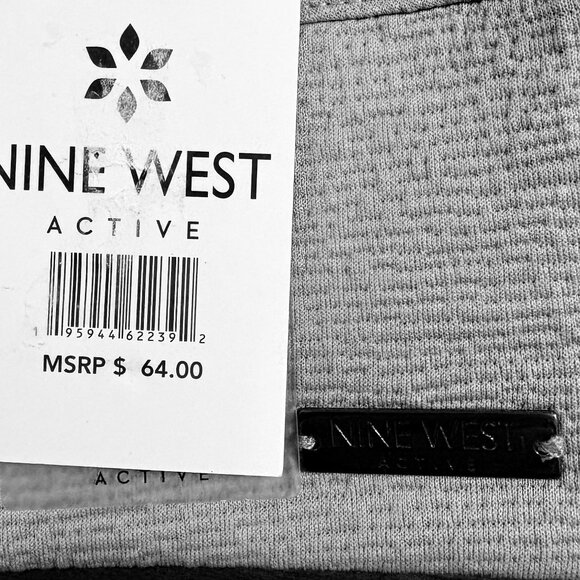 NINE WEST
ACTIVE
1 95944 62239 2
MSRP $ 64.00
NINE WEST
ACTIVE
ACTIVE